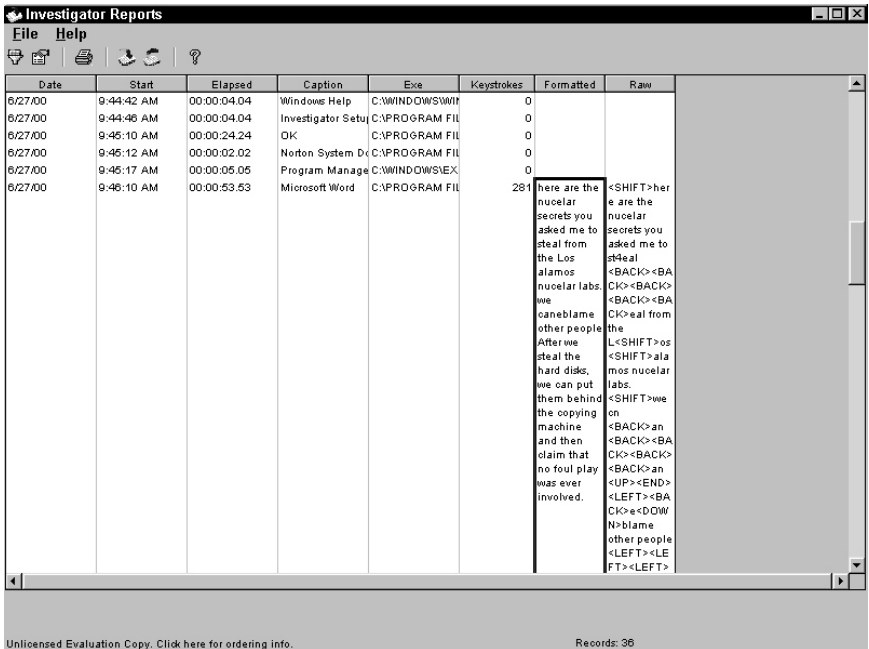 Investigator Reports
File Help
Date Start Elapsed Caption Exe Keystrokes Formatted Raw
6/27/00 9:44:42 AM 00:00:04.04 Windows Help C:\WINDOWS\WIN 0
6/27/00 9:44:46 AM 00:00:04.04 Investigator Setup C:\PROGRAM FIL 0
6/27/00 9:45:10 AM 00:00:24.24 OK C:\PROGRAM FIL 0
6/27/00 9:45:12 AM 00:00:02.02 Norton System Do C:\PROGRAM FIL 0
6/27/00 9:45:17 AM 00:00:05.05 Program Manage C:\WINDOWS\EX 0
6/27/00 9:46:10 AM 00:00:53.53 Microsoft Word C:\PROGRAM FIL 281
here are the
nucelar
secrets you
asked me to
steal from
the Los
alamos
nucelar labs.
we
caneblame
other people
After we
steal the
hard disks,
we can put
them behind
the copying
machine
and then
claim that
no foul play
was ever
involved.
<SHIFT>her
e are the
nucelar
secrets you
asked me to
st4eal
<BACK><BA
CK><BACK>
<BACK><BA
CK>eal from
the
L<SHIFT>os
<SHIFT>ala
mos nucelar
labs.
<SHIFT>we
cn
<BACK>an
<BACK><BA
CK><BACK>
<BACK>an
<UP><END>
<LEFT><BA
CK>e<DOW
N>blame
other people
<LEFT><LE
FT><LEFT>
Unlicensed Evaluation Copy. Click here for ordering info. Records: 36